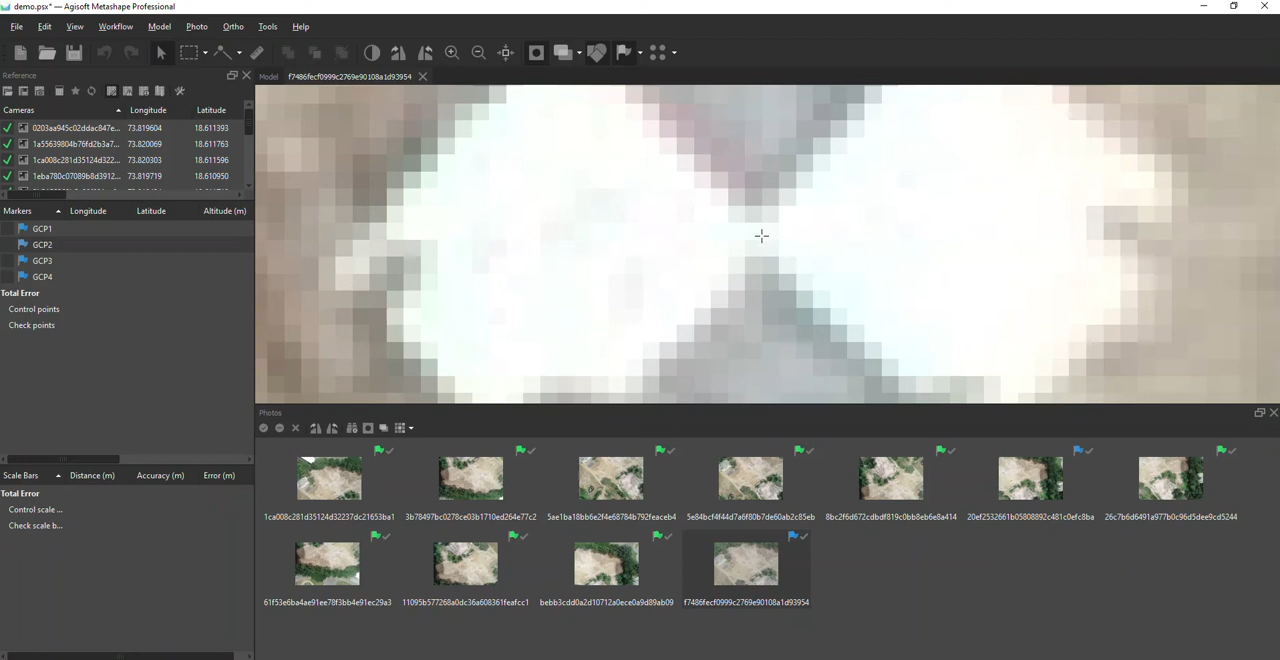 demo.psx* — Agisoft Metashape Professional
File Edit View Workflow Model Photo Ortho Tools Help
Reference
Model f7486fecf0999c2769e90108a1d93954
Cameras Longitude Latitude
0203aa945c02ddac847e... 73.819604 18.611393
1a55639804b76fd2b3a7... 73.820069 18.611763
1ca008c281d35124d322... 73.820303 18.611596
1eba780c07089b8d3912... 73.819719 18.610950
Markers Longitude Latitude Altitude (m)
GCP1
GCP2
GCP3
GCP4
Total Error
Control points
Check points
Scale Bars Distance (m) Accuracy (m) Error (m)
Total Error
Control scale ...
Check scale b...
Photos
1ca008c281d35124d32237dc21653ba1 3b78497bc0278ce03b1710ed264e77c2 5ae1ba18bb6e2f4e68784b792feaceb4 5e84bcf4f44d7a6f80b7de60ab2c85eb 8bc2f6d672cdbdf819c0bb8eb6e8a414 20ef2532661b05808892c481c0efc8ba 26c7b6d6491a977b0c96d5dee9cd5244
61f53e6ba4ae91ee78f3bb4e91ec29a3 11095b577268a0dc36a608361feafcc1 bebb3cdd0a2d10712a0ece0a9d89ab09 f7486fecf0999c2769e90108a1d93954